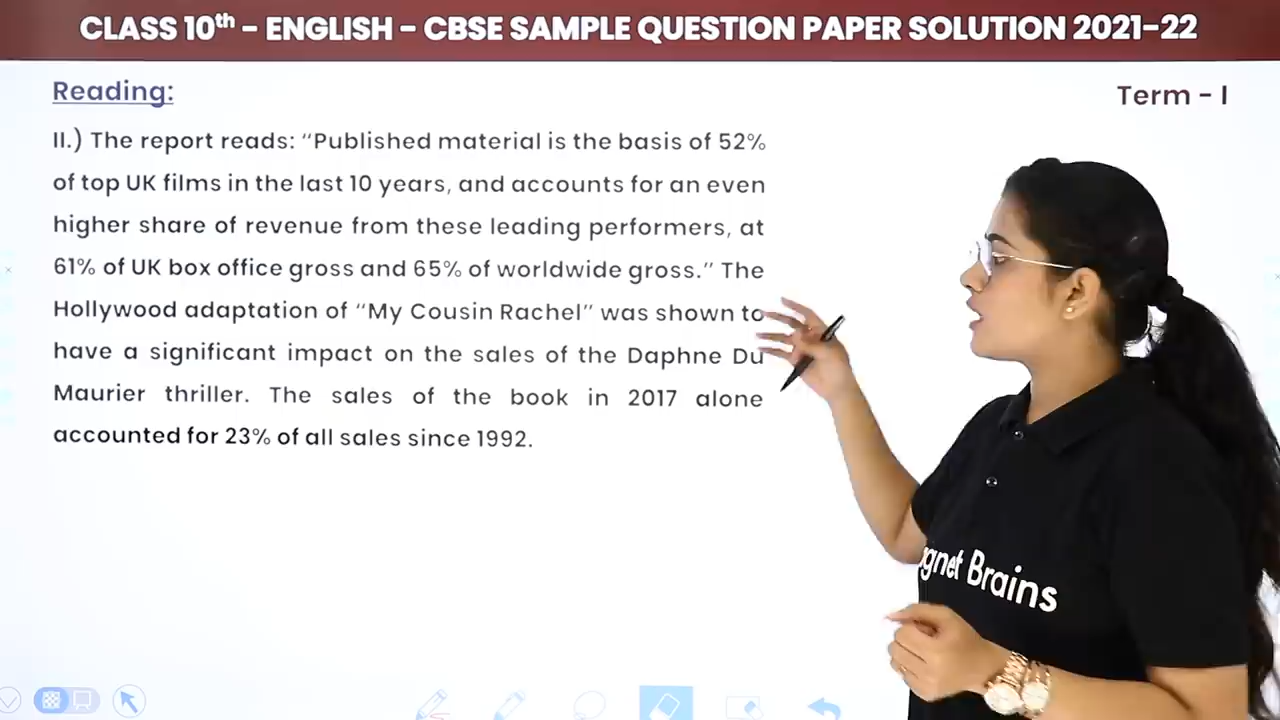 CLASS 10th - ENGLISH - CBSE SAMPLE QUESTION PAPER SOLUTION 2021-22
Reading:
Term - I
II.) The report reads: "Published material is the basis of 52%
of top UK films in the last 10 years, and accounts for an even
higher share of revenue from these leading performers, at
61% of UK box office gross and 65% of worldwide gross." The
Hollywood adaptation of "My Cousin Rachel" was shown to
have a significant impact on the sales of the Daphne Du
Maurier thriller. The sales of the book in 2017 alone
accounted for 23% of all sales since 1992.
gnet Brains